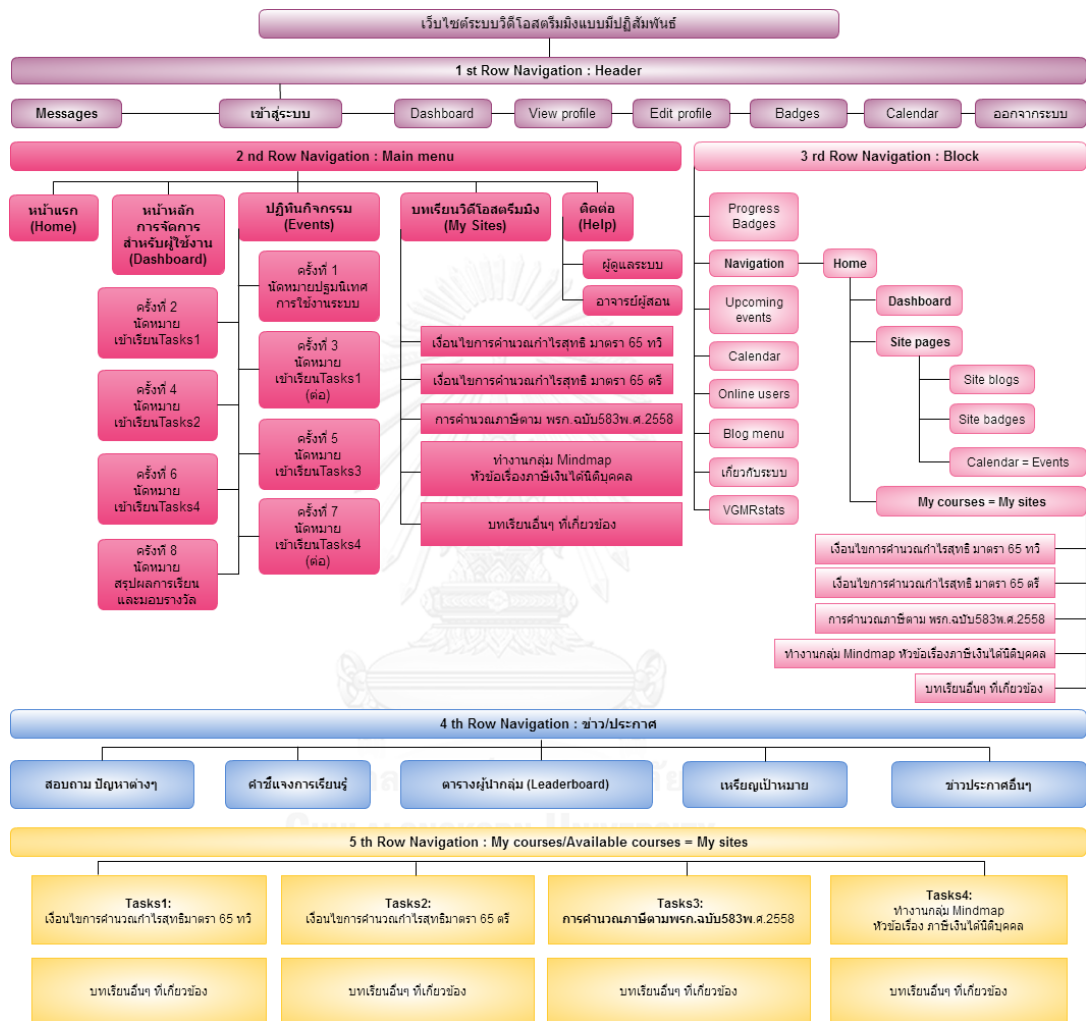 เว็บไซต์ระบบวิดีโอสตรีมมิงแบบมีปฏิสัมพันธ์
1 st Row Navigation : Header
Messages
เข้าสู่ระบบ
Dashboard
View profile
Edit profile
Badges
Calendar
ออกจากระบบ
2 nd Row Navigation : Main menu
หน้าแรก
(Home)
หน้าหลัก
การจัดการ
สำหรับผู้ใช้งาน
(Dashboard)
ปฏิทินกิจกรรม
(Events)
บทเรียนวิดีโอสตรีมมิง
(My Sites)
ติดต่อ
(Help)
ผู้ดูแลระบบ
อาจารย์ผู้สอน
ครั้งที่ 1
นัดหมายปฐมนิเทศ
การใช้งานระบบ
ครั้งที่ 2
นัดหมาย
เข้าเรียนTasks1
ครั้งที่ 3
นัดหมาย
เข้าเรียนTasks1
(ต่อ)
ครั้งที่ 4
นัดหมาย
เข้าเรียนTasks2
ครั้งที่ 5
นัดหมาย
เข้าเรียนTasks3
ครั้งที่ 6
นัดหมาย
เข้าเรียนTasks4
ครั้งที่ 7
นัดหมาย
เข้าเรียนTasks4
(ต่อ)
ครั้งที่ 8
นัดหมาย
สรุปผลการเรียน
และมอบรางวัล
เงื่อนไขการคำนวณกำไรสุทธิ มาตรา 65 ทวิ
เงื่อนไขการคำนวณกำไรสุทธิ มาตรา 65 ตรี
การคำนวณภาษีตาม พรก.ฉบับ583พ.ศ.2558
ทำงานกลุ่ม Mindmap
หัวข้อเรื่องภาษีเงินได้นิติบุคคล
บทเรียนอื่นๆ ที่เกี่ยวข้อง
3 rd Row Navigation : Block
Progress
Badges
Navigation
Upcoming
events
Calendar
Online users
Blog menu
เกี่ยวกับระบบ
VGMRstats
Home
Dashboard
Site pages
Site blogs
Site badges
Calendar = Events
My courses = My sites
เงื่อนไขการคำนวณกำไรสุทธิ มาตรา 65 ทวิ
เงื่อนไขการคำนวณกำไรสุทธิ มาตรา 65 ตรี
การคำนวณภาษีตาม พรก.ฉบับ583พ.ศ.2558
ทำงานกลุ่ม Mindmap หัวข้อเรื่องภาษีเงินได้นิติบุคคล
บทเรียนอื่นๆ ที่เกี่ยวข้อง
4 th Row Navigation : ข่าว/ประกาศ
สอบถาม ปัญหาต่างๆ
คำชี้แจงการเรียนรู้
ตารางผู้นำกลุ่ม (Leaderboard)
เหรียญเป้าหมาย
ข่าวประกาศอื่นๆ
5 th Row Navigation : My courses/Available courses = My sites
Tasks1:
เงื่อนไขการคำนวณกำไรสุทธิมาตรา 65 ทวิ
Tasks2:
เงื่อนไขการคำนวณกำไรสุทธิมาตรา 65 ตรี
Tasks3:
การคำนวณภาษีตามพรก.ฉบับ583พ.ศ.2558
Tasks4:
ทำงานกลุ่ม Mindmap
หัวข้อเรื่อง ภาษีเงินได้นิติบุคคล
บทเรียนอื่นๆ ที่เกี่ยวข้อง
บทเรียนอื่นๆ ที่เกี่ยวข้อง
บทเรียนอื่นๆ ที่เกี่ยวข้อง
บทเรียนอื่นๆ ที่เกี่ยวข้อง